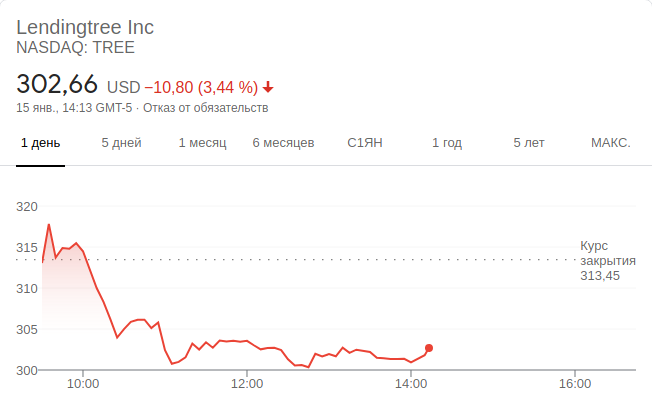 Lendingtree Inc
NASDAQ: TREE
302,66 USD −10,80 (3,44 %)
15 янв., 14:13 GMT-5 · Отказ от обязательств
1 день 5 дней 1 месяц 6 месяцев С1ЯН 1 год 5 лет МАКС.
320
315
310
305
300
Курс
закрытия
313,45
10:00 12:00 14:00 16:00